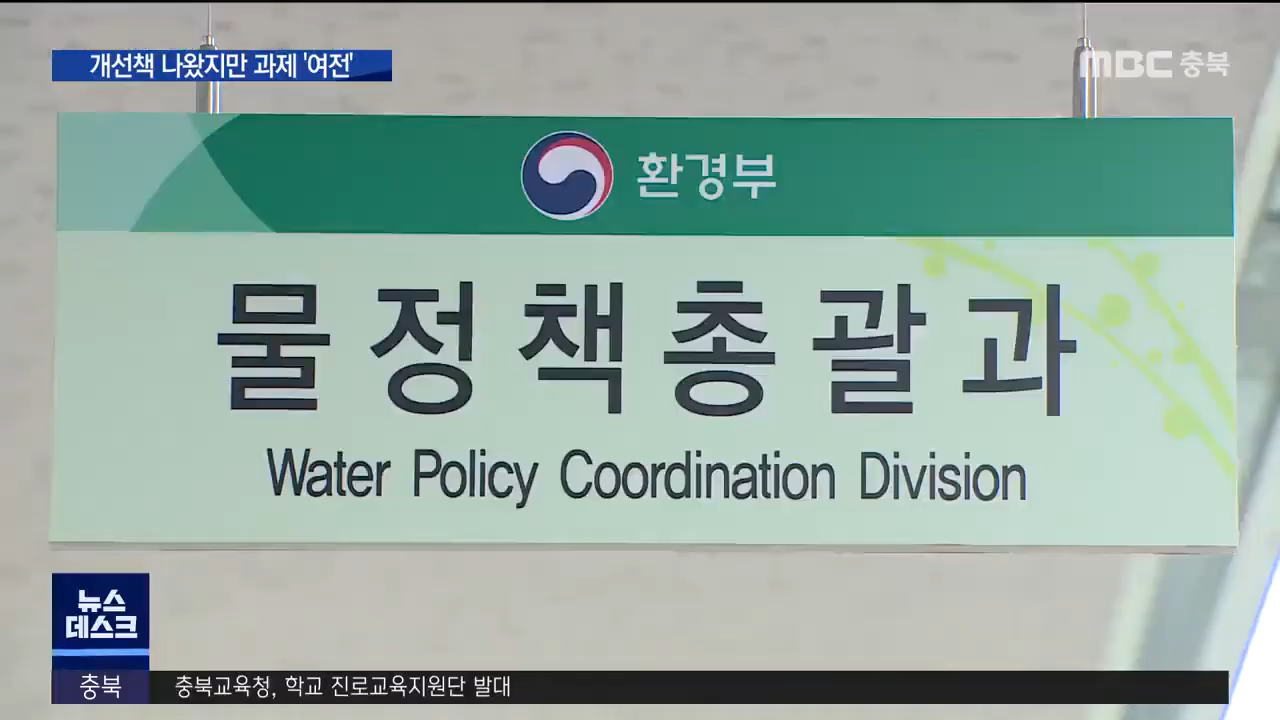 개선책 나왔지만 과제 '여전'
MBC 충북
환경부
물정책총괄과
Water Policy Coordination Division
뉴스
데스크
충북
충북교육청, 학교 진로교육지원단 발대